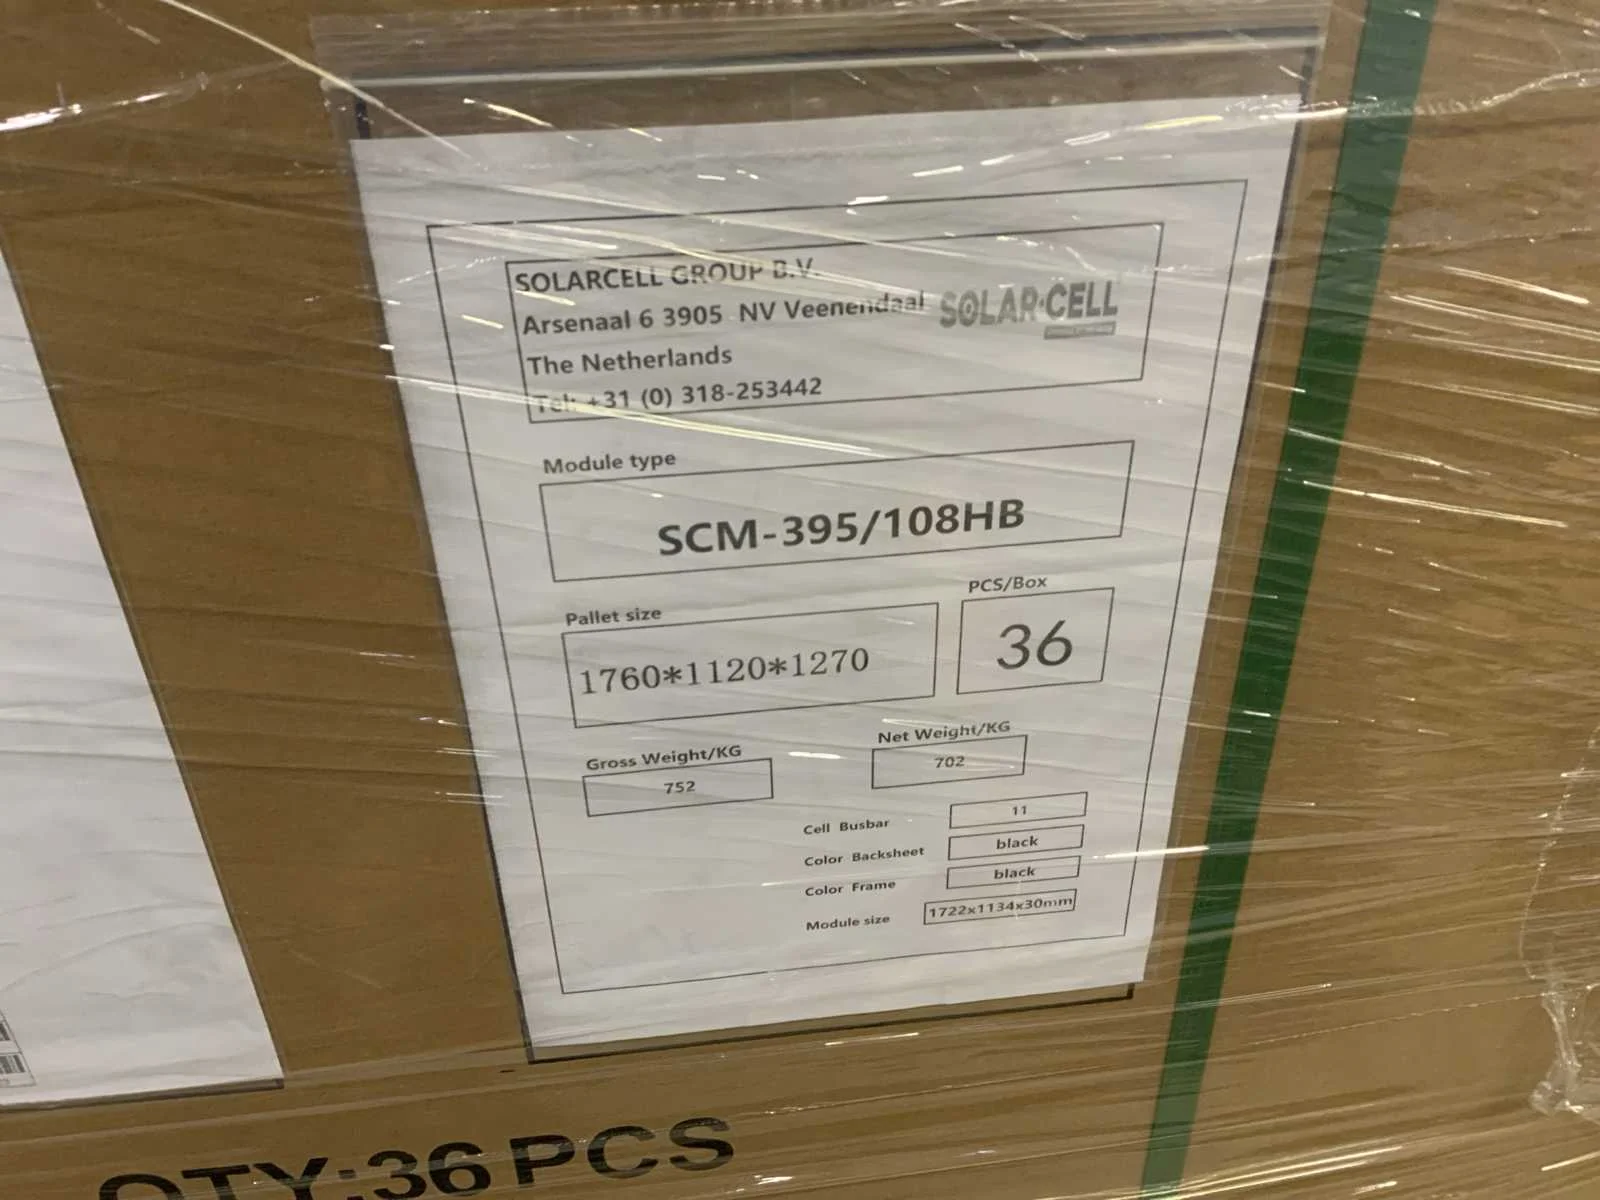 SOLARCELL GROUP B.V.
Arsenaal 6 3905 NV Veenendaal
The Netherlands
Tel: +31 (0) 318-253442
SOLAR·CELL
Module type
SCM-395/108HB
Pallet size
1760*1120*1270
PCS/Box
36
Gross Weight/KG
752
Net Weight/KG
702
Cell Busbar 11
Color Backsheet black
Color Frame black
Module size 1722x1134x30mm
QTY:36PCS